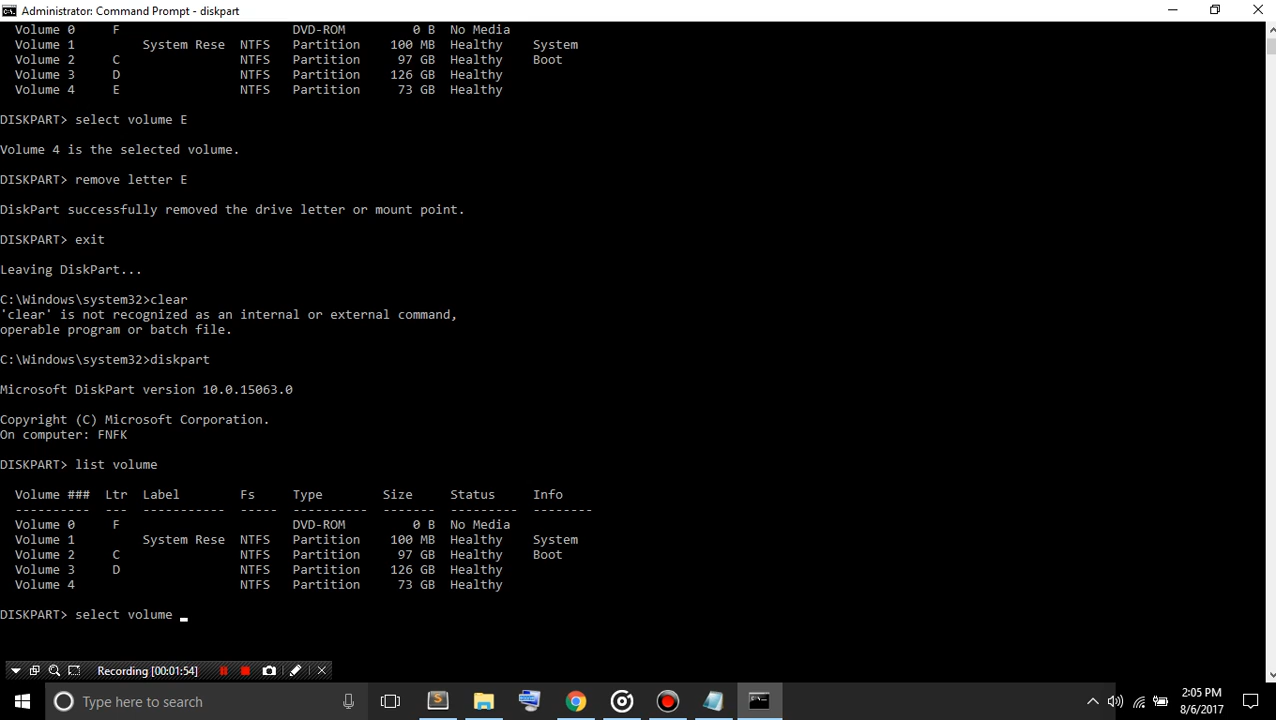 Administrator: Command Prompt - diskpart
Volume 0 F DVD-ROM 0 B No Media
Volume 1 System Rese NTFS Partition 100 MB Healthy System
Volume 2 C NTFS Partition 97 GB Healthy Boot
Volume 3 D NTFS Partition 126 GB Healthy
Volume 4 E NTFS Partition 73 GB Healthy
DISKPART> select volume E
Volume 4 is the selected volume.
DISKPART> remove letter E
DiskPart successfully removed the drive letter or mount point.
DISKPART> exit
Leaving DiskPart...
C:\Windows\system32>clear
'clear' is not recognized as an internal or external command,
operable program or batch file.
C:\Windows\system32>diskpart
Microsoft DiskPart version 10.0.15063.0
Copyright (C) Microsoft Corporation.
On computer: FNFK
DISKPART> list volume
Volume ### Ltr Label Fs Type Size Status Info
---------- --- ----------- ----- ---------- ------- --------- --------
Volume 0 F DVD-ROM 0 B No Media
Volume 1 System Rese NTFS Partition 100 MB Healthy System
Volume 2 C NTFS Partition 97 GB Healthy Boot
Volume 3 D NTFS Partition 126 GB Healthy
Volume 4 NTFS Partition 73 GB Healthy
DISKPART> select volume _
Recording [00:01:54]
Type here to search
2:05 PM
8/6/2017